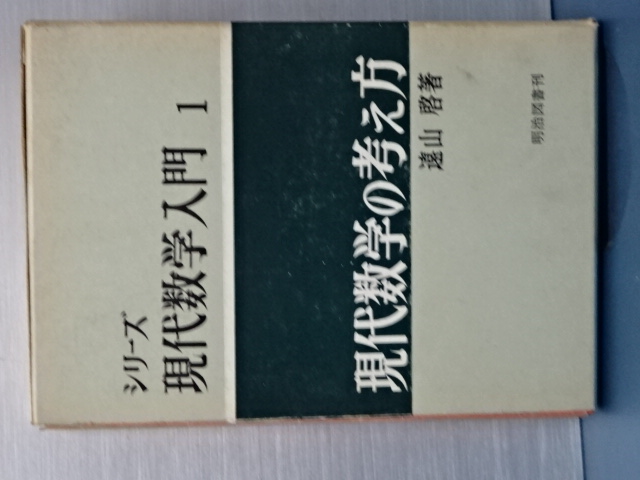 シリーズ
現代数学入門 1
現代数学の考え方
遠山 啓著
明治図書刊